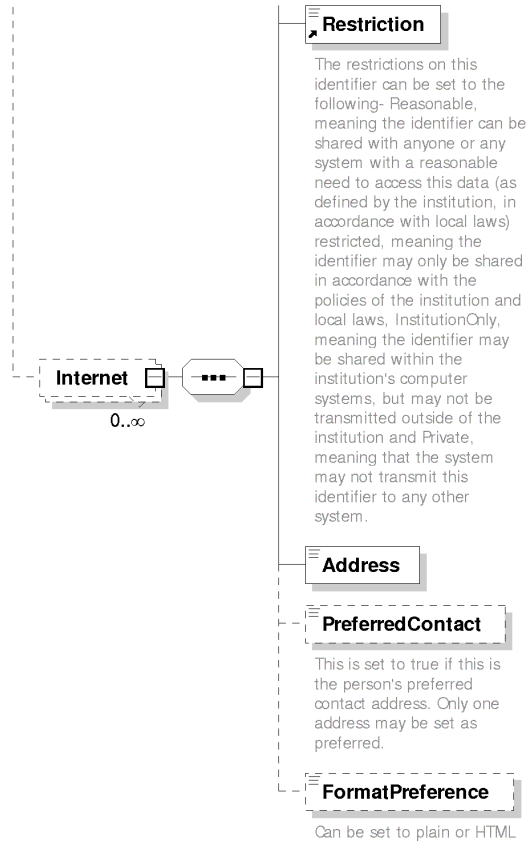 Restriction
The restrictions on this
identifier can be set to the
following- Reasonable,
meaning the identifier can be
shared with anyone or any
system with a reasonable
need to access this data (as
defined by the institution, in
accordance with local laws)
restricted, meaning the
identifier may only be shared
in accordance with the
policies of the institution and
local laws, InstitutionOnly,
meaning the identifier may
be shared within the
institution's computer
systems, but may not be
transmitted outside of the
institution and Private,
meaning that the system
may not transmit this
identifier to any other
system.
Internet
0..∞
Address
PreferredContact
This is set to true if this is
the person's preferred
contact address. Only one
address may be set as
preferred.
FormatPreference
Can be set to plain or HTML